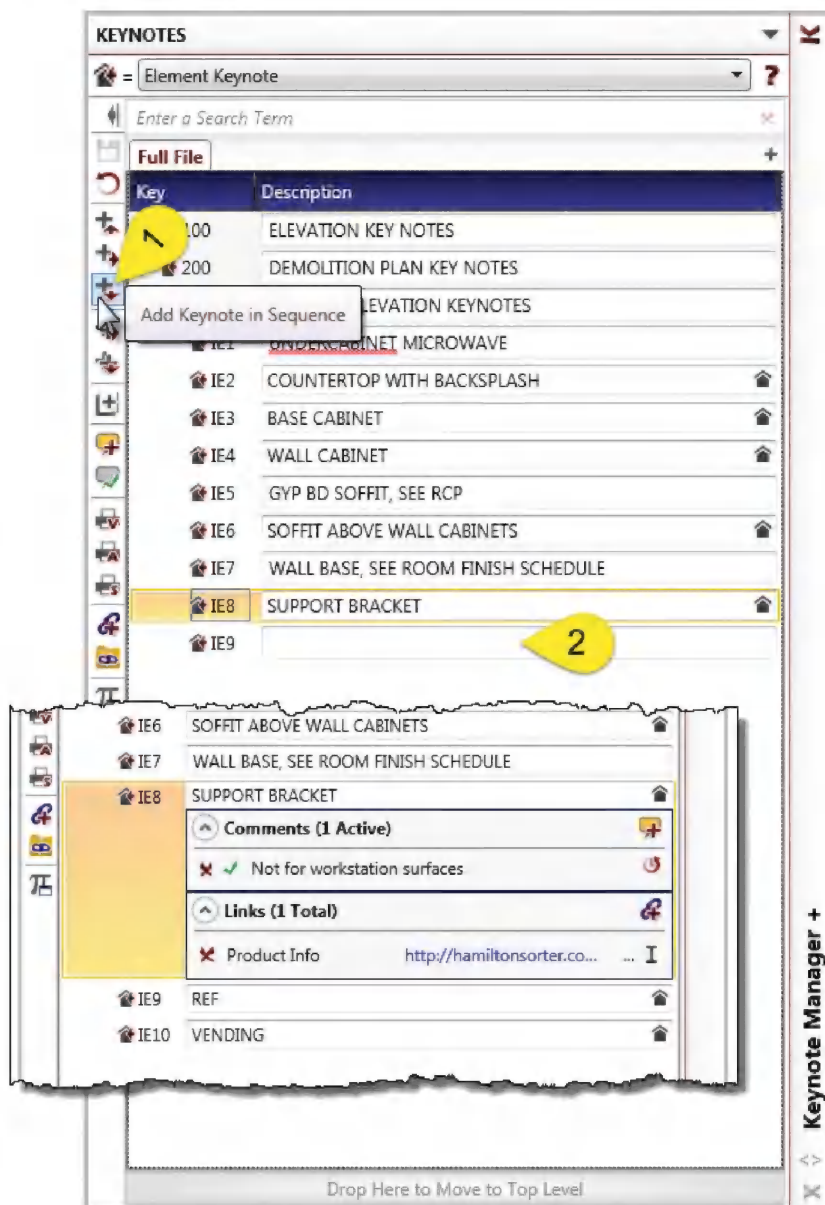 KEYNOTES
= Element Keynote ?
Enter a Search Term
Full File +
Key Description
100 ELEVATION KEY NOTES
1
200 DEMOLITION PLAN KEY NOTES
Add Keynote in Sequence
ELEVATION KEYNOTES
IE1 UNDERCABINET MICROWAVE
IE2 COUNTERTOP WITH BACKSPLASH
IE3 BASE CABINET
IE4 WALL CABINET
IE5 GYP BD SOFFIT, SEE RCP
IE6 SOFFIT ABOVE WALL CABINETS
IE7 WALL BASE, SEE ROOM FINISH SCHEDULE
IE8 SUPPORT BRACKET
IE9
2
IE6 SOFFIT ABOVE WALL CABINETS
IE7 WALL BASE, SEE ROOM FINISH SCHEDULE
IE8 SUPPORT BRACKET
Comments (1 Active)
Not for workstation surfaces
Links (1 Total)
Product Info http://hamiltonsorter.co... ...
IE9 REF
IE10 VENDING
Drop Here to Move to Top Level
Keynote Manager +